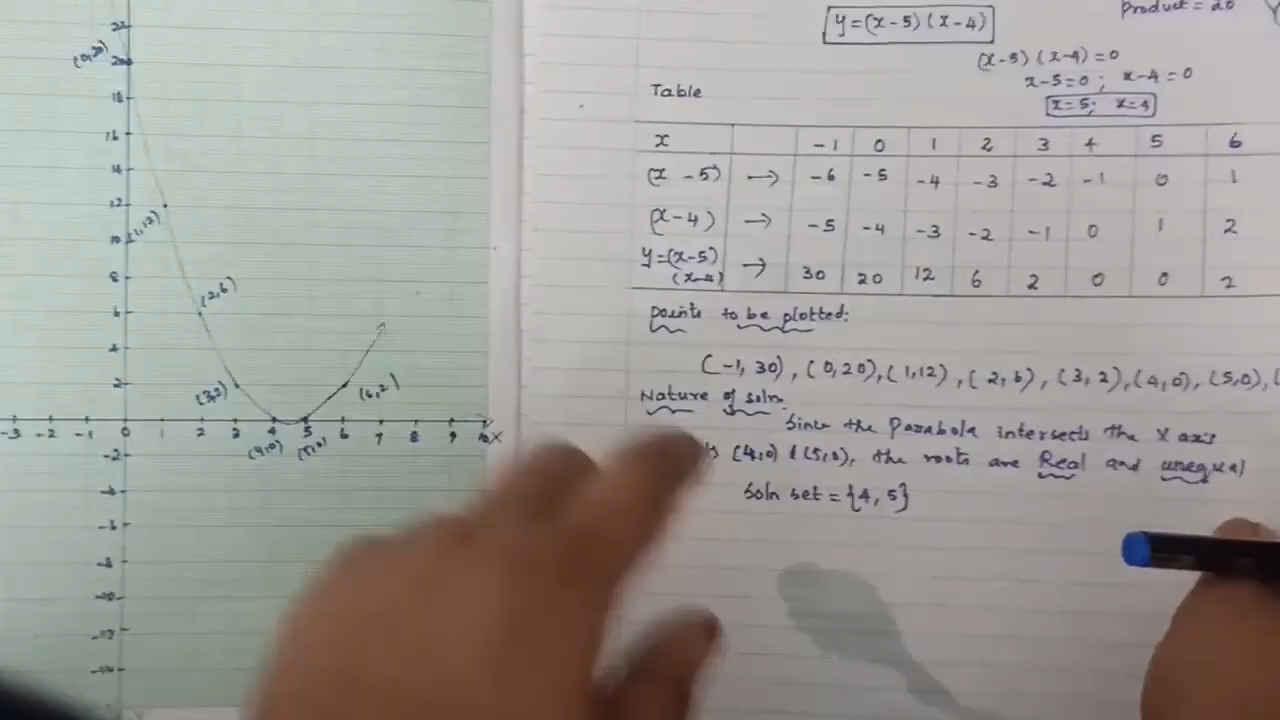 Product = 20
y=(x-5)(x-4)
(x-5)(x-4)=0
x-5=0; x-4=0
x=5; x=4
Table
x -1 0 1 2 3 4 5 6
(x -5) → -6 -5 -4 -3 -2 -1 0 1
(x-4) → -5 -4 -3 -2 -1 0 1 2
y=(x-5)
(x-4) → 30 20 12 6 2 0 0 2
points to be plotted:
(-1, 30), (0,20), (1,12), (2,6), (3,2), (4,0), (5,0),
Nature of soln.
Since the Parabola intersects the X axis
(4,0) & (5,0), the roots are Real and unequal
Soln set = {4, 5}
22
(0,20) 20
18
16
14
12
(1,12)
10
8
(2,6)
6
4
2
(3,2)
(6,2)
-3 -2 -1 0 1 2 3 4 5 6 7 8 9 10 X
(4,0) (5,0)
-2
-4
-6
-8
-10
-12
-14